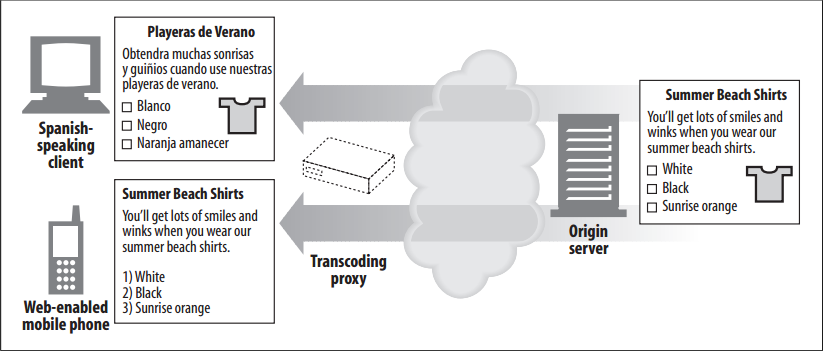 Playeras de Verano
Obtendra muchas sonrisas
y guiñios cuando use nuestras
playeras de verano.
Blanco
Negro
Naranja amanecer
Spanish-
speaking
client
Summer Beach Shirts
You'll get lots of smiles and
winks when you wear our
summer beach shirts.
1) White
2) Black
3) Sunrise orange
Web-enabled
mobile phone
Transcoding
proxy
Origin
server
Summer Beach Shirts
You'll get lots of smiles and
winks when you wear our
summer beach shirts.
White
Black
Sunrise orange